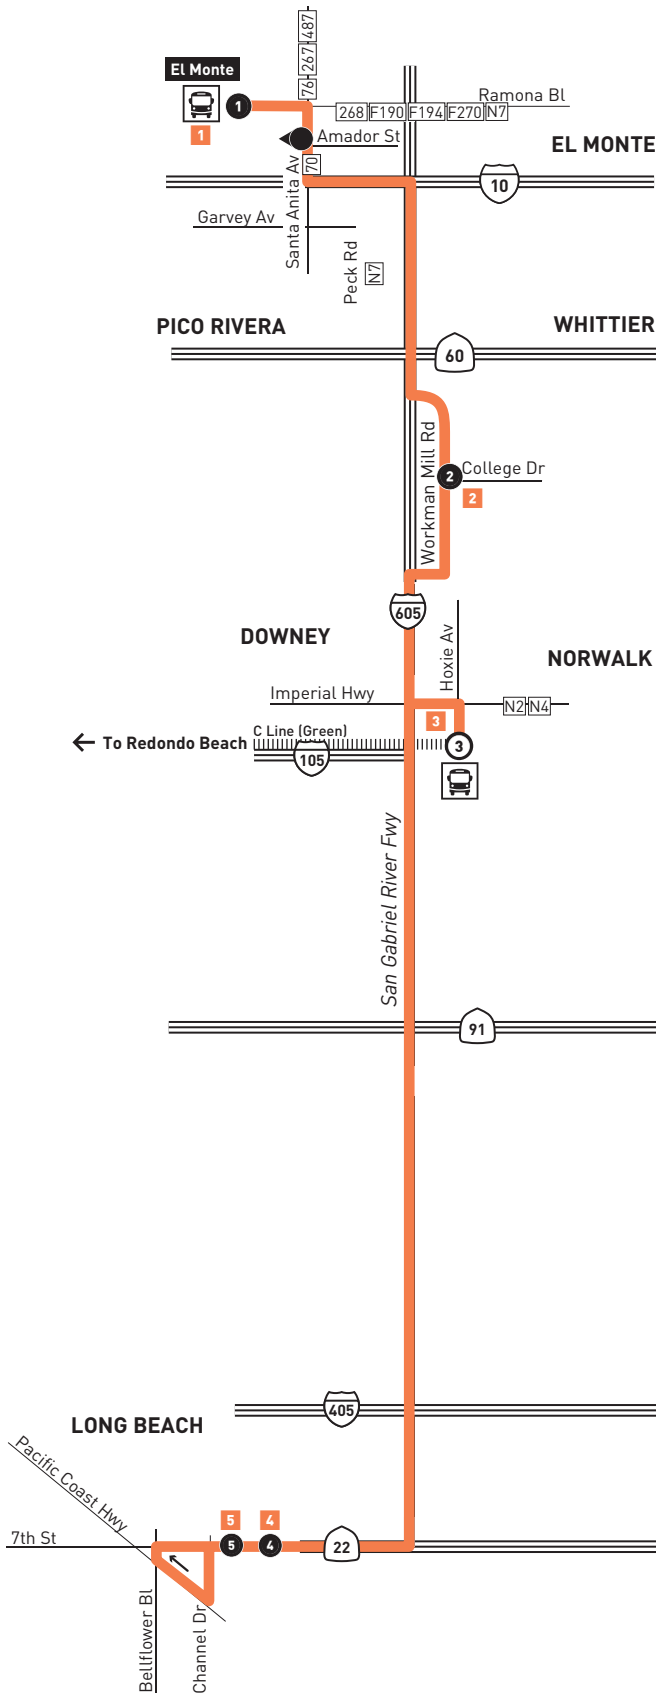 487
267
76
El Monte
1
1
Ramona Bl
268 F190 F194 F270 N7
Amador St
EL MONTE
70
10
Santa Anita Av
Garvey Av
Peck Rd
N7
PICO RIVERA
WHITTIER
60
Workman Mill Rd
2
College Dr
2
605
DOWNEY
Hoxie Av
NORWALK
Imperial Hwy
N2 N4
3
C Line (Green)
To Redondo Beach
3
105
San Gabriel River Fwy
91
405
LONG BEACH
Pacific Coast Hwy
5
4
7th St
5
4
22
Bellflower Bl
Channel Dr